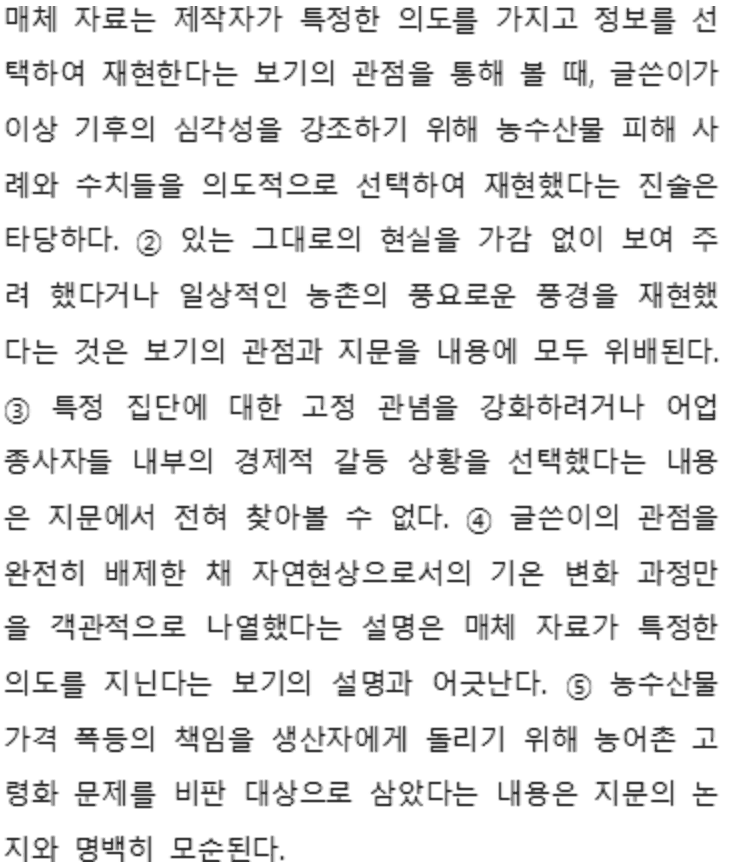 매체 자료는 제작자가 특정한 의도를 가지고 정보를 선
택하여 재현한다는 보기의 관점을 통해 볼 때, 글쓴이가
이상 기후의 심각성을 강조하기 위해 농수산물 피해 사
례와 수치들을 의도적으로 선택하여 재현했다는 진술은
타당하다. ② 있는 그대로의 현실을 가감 없이 보여 주
려 했다거나 일상적인 농촌의 풍요로운 풍경을 재현했
다는 것은 보기의 관점과 지문을 내용에 모두 위배된다.
③ 특정 집단에 대한 고정 관념을 강화하려거나 어업
종사자들 내부의 경제적 갈등 상황을 선택했다는 내용
은 지문에서 전혀 찾아볼 수 없다. ④ 글쓴이의 관점을
완전히 배제한 채 자연현상으로서의 기온 변화 과정만
을 객관적으로 나열했다는 설명은 매체 자료가 특정한
의도를 지닌다는 보기의 설명과 어긋난다. ⑤ 농수산물
가격 폭등의 책임을 생산자에게 돌리기 위해 농어촌 고
령화 문제를 비판 대상으로 삼았다는 내용은 지문의 논
지와 명백히 모순된다.